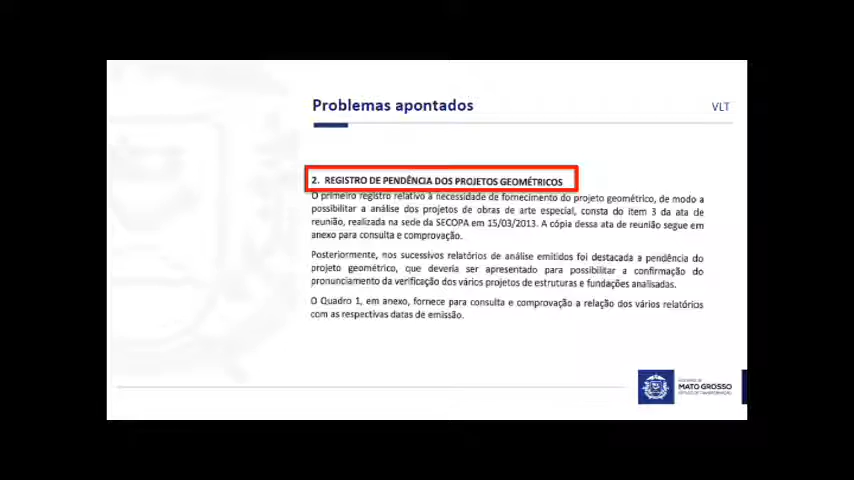 Problemas apontados
VLT
2. REGISTRO DE PENDÊNCIA DOS PROJETOS GEOMÉTRICOS
O primeiro registro relativo à necessidade de fornecimento do projeto geométrico, de modo a
possibilitar a análise dos projetos de obras de arte especial, consta do item 3 da ata de
reunião, realizada na sede da SECOPA em 15/03/2013. A cópia dessa ata de reunião segue em
anexo para consulta e comprovação.
Posteriormente, nos sucessivos relatórios de análise emitidos foi destacada a pendência do
projeto geométrico, que deveria ser apresentado para possibilitar a confirmação do
pronunciamento da verificação dos vários projetos de estruturas e fundações analisadas.
O Quadro 1, em anexo, fornece para consulta e comprovação a relação dos vários relatórios
com as respectivas datas de emissão.
MATO GROSSO